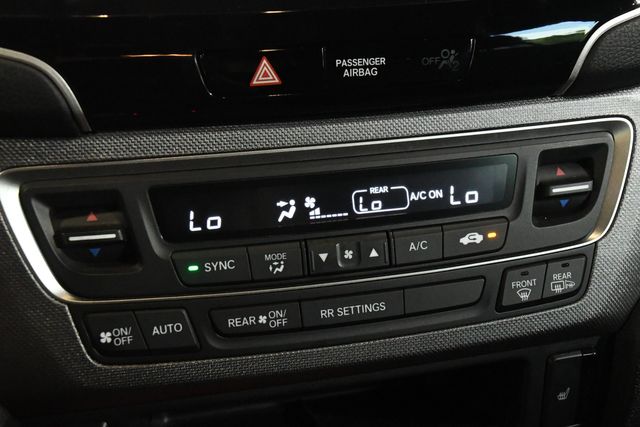 PASSENGER
AIRBAG
OFF
Lo
REAR
Lo
A/C ON
Lo
SYNC
MODE
A/C
ON/
OFF
AUTO
REAR ON/
OFF
RR SETTINGS
FRONT
REAR